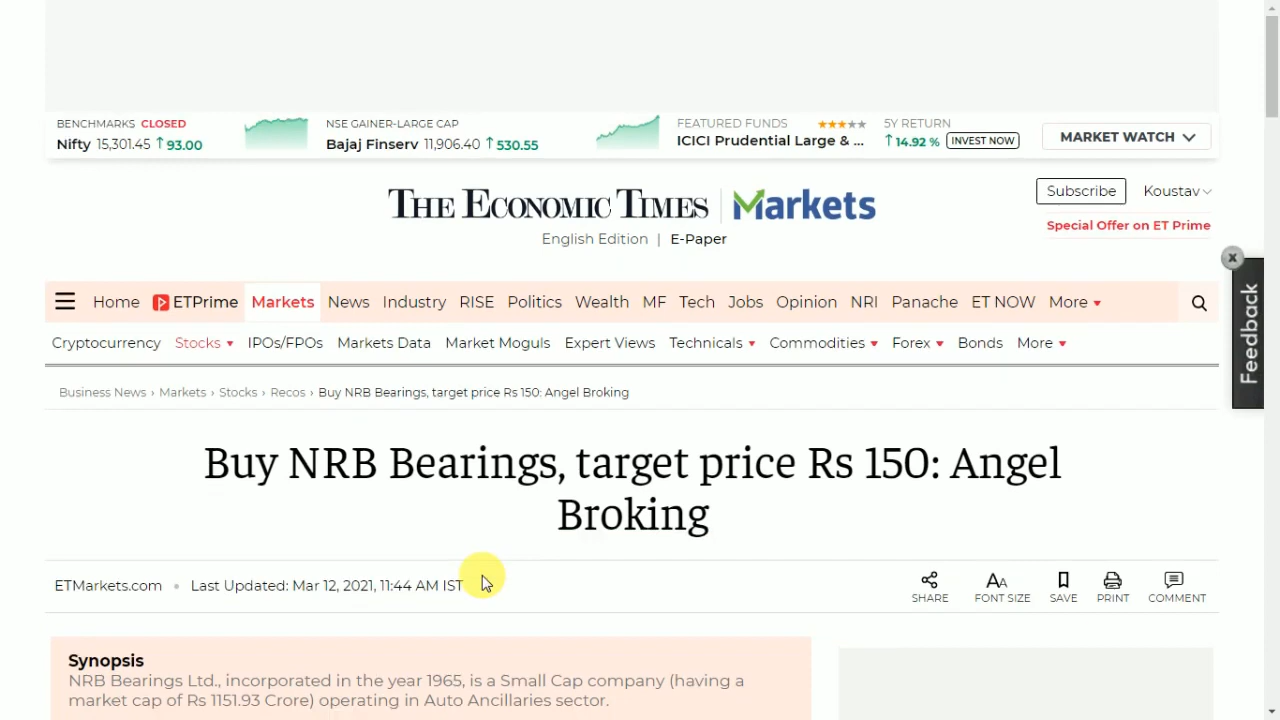 BENCHMARKS CLOSED
Nifty 15,301.45 ↑ 93.00
NSE GAINER-LARGE CAP
Bajaj Finserv 11,906.40 ↑ 530.55
FEATURED FUNDS ★★★★★
ICICI Prudential Large & ...
5Y RETURN
↑ 14.92 % INVEST NOW
MARKET WATCH
THE ECONOMIC TIMES | Markets
English Edition | E-Paper
Subscribe Koustav
Special Offer on ET Prime
Feedback
Home ETPrime Markets News Industry RISE Politics Wealth MF Tech Jobs Opinion NRI Panache ET NOW More
Cryptocurrency Stocks IPOs/FPOs Markets Data Market Moguls Expert Views Technicals Commodities Forex Bonds More
Business News › Markets › Stocks › Recos › Buy NRB Bearings, target price Rs 150: Angel Broking
Buy NRB Bearings, target price Rs 150: Angel
Broking
ETMarkets.com • Last Updated: Mar 12, 2021, 11:44 AM IST
SHARE FONT SIZE SAVE PRINT COMMENT
Synopsis
NRB Bearings Ltd., incorporated in the year 1965, is a Small Cap company (having a
market cap of Rs 1151.93 Crore) operating in Auto Ancillaries sector.